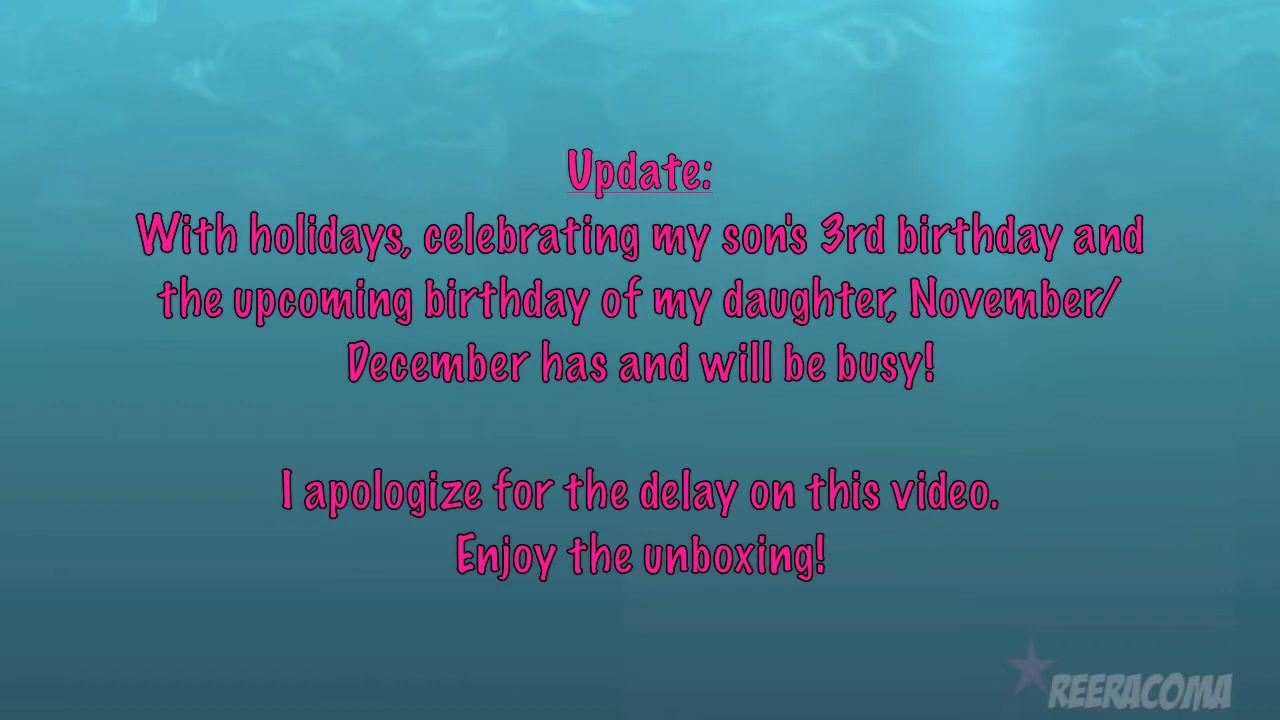 Update:
With holidays, celebrating my son's 3rd birthday and
the upcoming birthday of my daughter, November/
December has and will be busy!
I apologize for the delay on this video.
Enjoy the unboxing!
REERACOMA